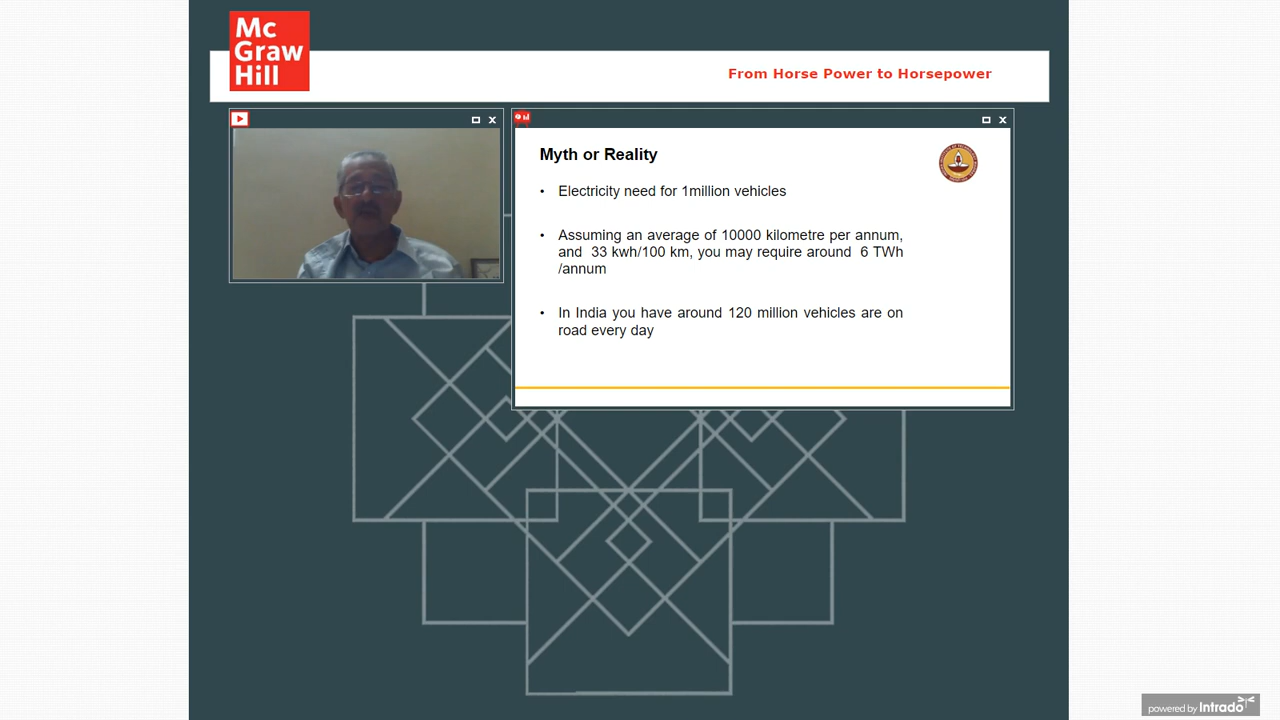 Mc
Graw
Hill
From Horse Power to Horsepower
Myth or Reality
• Electricity need for 1million vehicles
• Assuming an average of 10000 kilometre per annum,
and 33 kwh/100 km, you may require around 6 TWh
/annum
• In India you have around 120 million vehicles are on
road every day
powered by Intrado